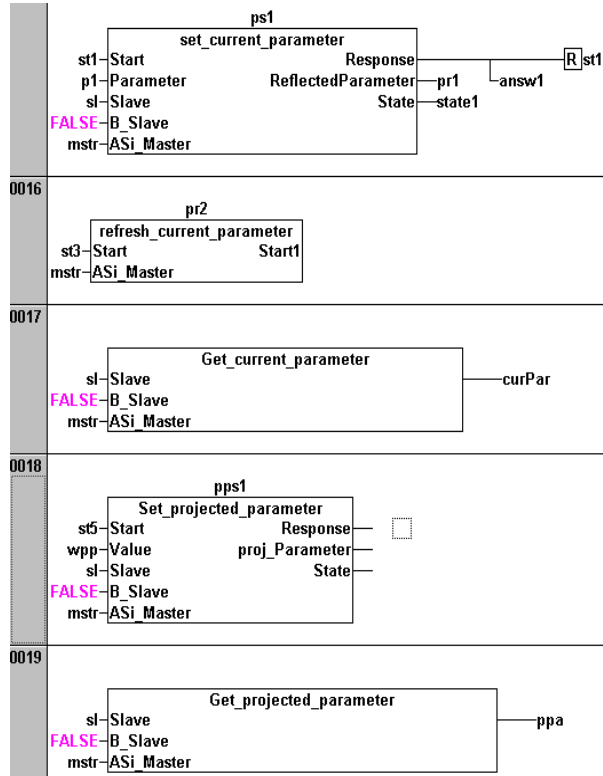 ps1
set_current_parameter
st1 Start Response R st1
p1 Parameter ReflectedParameter pr1 answ1
sl Slave State state1
FALSE B_Slave
mstr ASi_Master
0016
pr2
refresh_current_parameter
st3 Start Start1
mstr ASi_Master
0017
Get_current_parameter
sl Slave curPar
FALSE B_Slave
mstr ASi_Master
0018
pps1
Set_projected_parameter
st5 Start Response
wpp Value proj_Parameter
sl Slave State
FALSE B_Slave
mstr ASi_Master
0019
Get_projected_parameter
sl Slave ppa
FALSE B_Slave
mstr ASi_Master